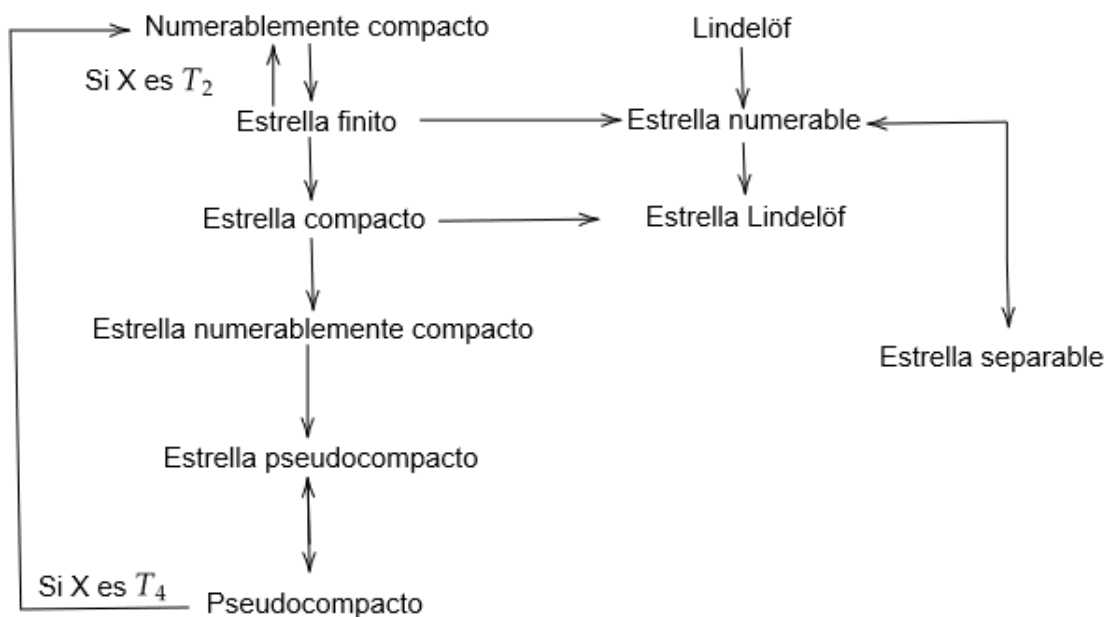 Numerablemente compacto
Lindelöf
Si X es T₂
Estrella finito
Estrella numerable
Estrella compacto
Estrella Lindelöf
Estrella numerablemente compacto
Estrella separable
Estrella pseudocompacto
Si X es T₄
Pseudocompacto